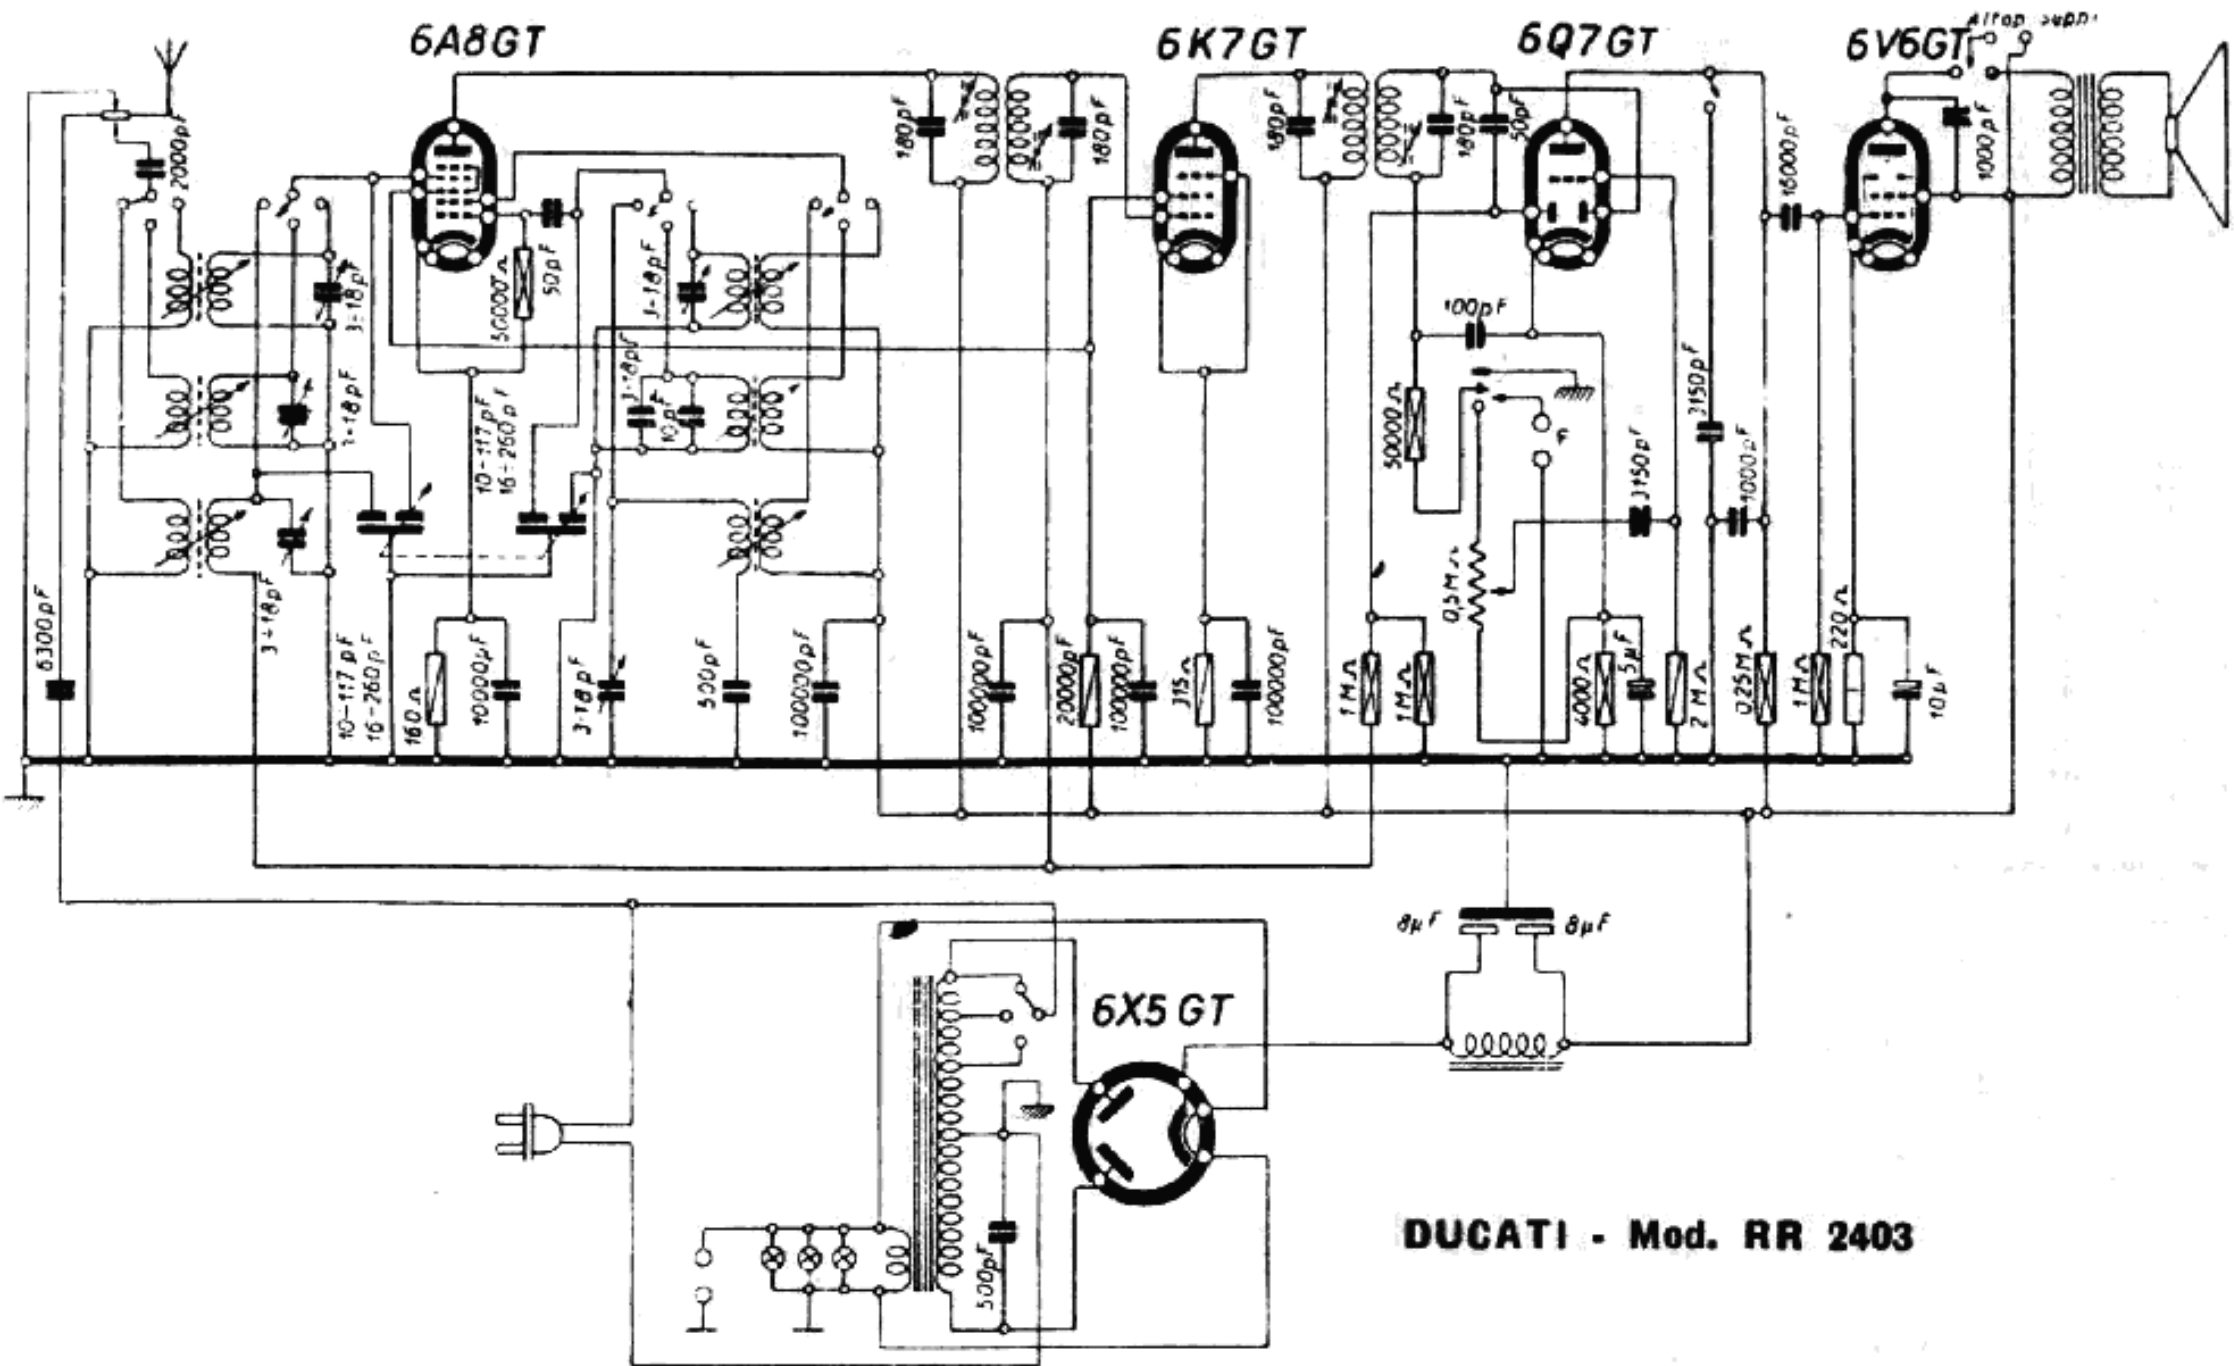 6A8GT
6K7GT
6Q7GT
6V6GT
2000pF
3÷18pF
3÷18pF
3÷18pF
6300pF
50000Ω
50pF
10-117pF
16-260pF
10-117pF
16-260pF
160Ω
10000pF
3-18pF
3-18pF
10pF
3-18pF
500pF
100000pF
180pF
180pF
100000pF
20000pF
100000pF
315Ω
100000pF
180pF
180pF
50pF
100pF
50000Ω
F
0,5MΩ
3150pF
3150pF
1000pF
1MΩ
1MΩ
4000Ω
5µF
2MΩ
0,25MΩ
1MΩ
220Ω
10µF
1000pF
8µF
8µF
6X5GT
500pF
DUCATI - Mod. RR 2403